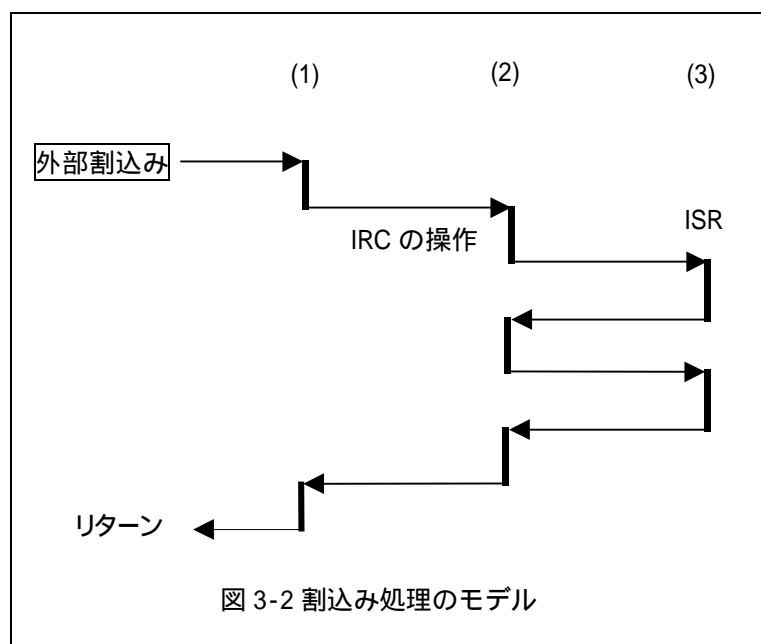 (1) (2) (3)
外部割込み
IRC の操作
ISR
リターン
図 3-2 割込み処理のモデル